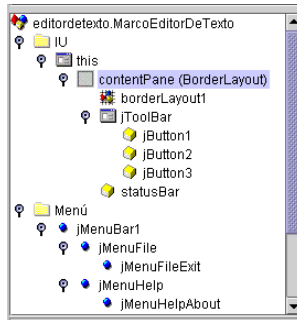 editordetexto.MarcoEditorDeTexto
IU
this
contentPane (BorderLayout)
borderLayout1
jToolBar
jButton1
jButton2
jButton3
statusBar
Menú
jMenuBar1
jMenuFile
jMenuFileExit
jMenuHelp
jMenuHelpAbout